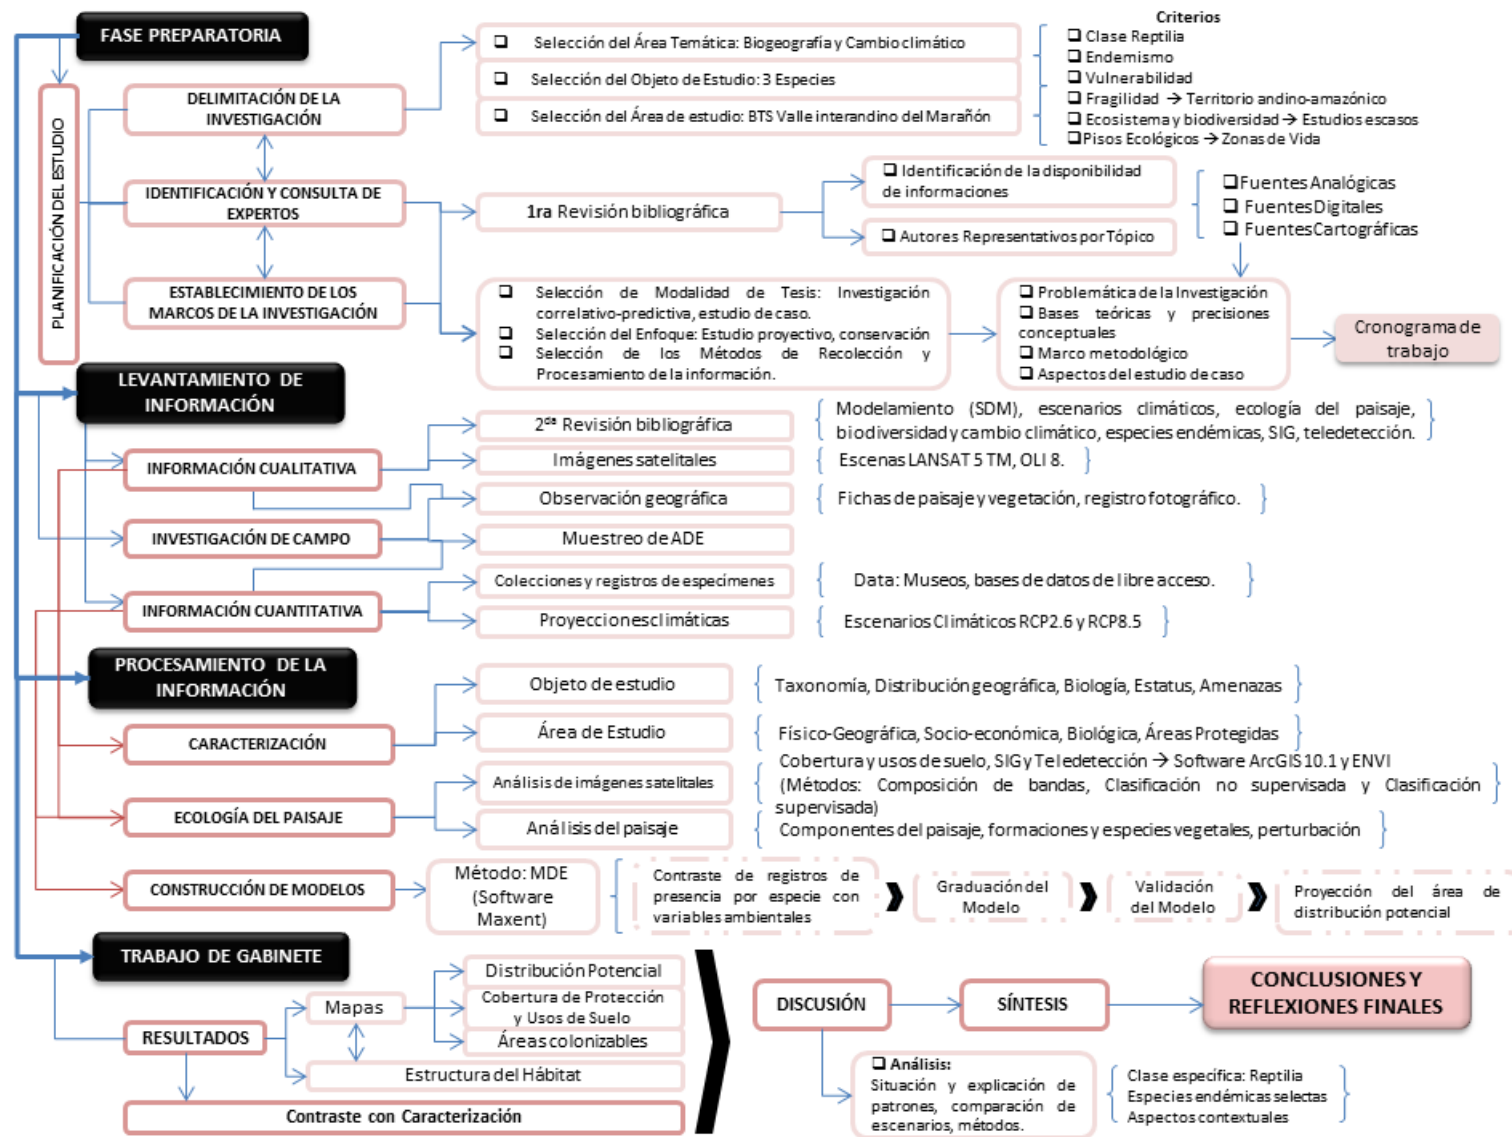 FASE PREPARATORIA
PLANIFICACIÓN DEL ESTUDIO
DELIMITACIÓN DE LA
INVESTIGACIÓN
❑ Selección del Área Temática: Biogeografía y Cambio climático
❑ Selección del Objeto de Estudio: 3 Especies
❑ Selección del Área de estudio: BTS Valle interandino del Marañón
Criterios
❑ Clase Reptilia
❑ Endemismo
❑ Vulnerabilidad
❑ Fragilidad → Territorio andino-amazónico
❑ Ecosistema y biodiversidad → Estudios escasos
❑ Pisos Ecológicos → Zonas de Vida
IDENTIFICACIÓN Y CONSULTA DE
EXPERTOS
1ra Revisión bibliográfica
❑ Identificación de la disponibilidad
de informaciones
❑ Autores Representativos por Tópico
❑ Fuentes Analógicas
❑ Fuentes Digitales
❑ Fuentes Cartográficas
ESTABLECIMIENTO DE LOS
MARCOS DE LA INVESTIGACIÓN
❑ Selección de Modalidad de Tesis: Investigación
correlativo-predictiva, estudio de caso.
❑ Selección del Enfoque: Estudio proyectivo, conservación
❑ Selección de los Métodos de Recolección y
Procesamiento de la información.
❑ Problemática de la Investigación
❑ Bases teóricas y precisiones
conceptuales
❑ Marco metodológico
❑ Aspectos del estudio de caso
Cronograma de
trabajo
LEVANTAMIENTO DE
INFORMACIÓN
INFORMACIÓN CUALITATIVA
INVESTIGACIÓN DE CAMPO
INFORMACIÓN CUANTITATIVA
2da Revisión bibliográfica
Modelamiento (SDM), escenarios climáticos, ecología del paisaje,
biodiversidad y cambio climático, especies endémicas, SIG, teledetección.
Imágenes satelitales
Escenas LANSAT 5 TM, OLI 8.
Observación geográfica
Fichas de paisaje y vegetación, registro fotográfico.
Muestreo de ADE
Colecciones y registros de especímenes
Data: Museos, bases de datos de libre acceso.
Proyecciones climáticas
Escenarios Climáticos RCP2.6 y RCP8.5
PROCESAMIENTO DE LA
INFORMACIÓN
CARACTERIZACIÓN
Objeto de estudio
Taxonomía, Distribución geográfica, Biología, Estatus, Amenazas
Área de Estudio
Físico-Geográfica, Socio-económica, Biológica, Áreas Protegidas
ECOLOGÍA DEL PAISAJE
Análisis de imágenes satelitales
Cobertura y usos de suelo, SIG y Teledetección → Software ArcGIS 10.1 y ENVI
(Métodos: Composición de bandas, Clasificación no supervisada y Clasificación
supervisada)
Análisis del paisaje
Componentes del paisaje, formaciones y especies vegetales, perturbación
CONSTRUCCIÓN DE MODELOS
Método: MDE
(Software
Maxent)
Contraste de registros de
presencia por especie con
variables ambientales
Graduación del
Modelo
Validación
del Modelo
Proyección del área de
distribución potencial
TRABAJO DE GABINETE
RESULTADOS
Mapas
Distribución Potencial
Cobertura de Protección
y Usos de Suelo
Áreas colonizables
Estructura del Hábitat
Contraste con Caracterización
DISCUSIÓN
SÍNTESIS
CONCLUSIONES Y
REFLEXIONES FINALES
❑ Análisis:
Situación y explicación de
patrones, comparación de
escenarios, métodos.
Clase específica: Reptilia
Especies endémicas selectas
Aspectos contextuales